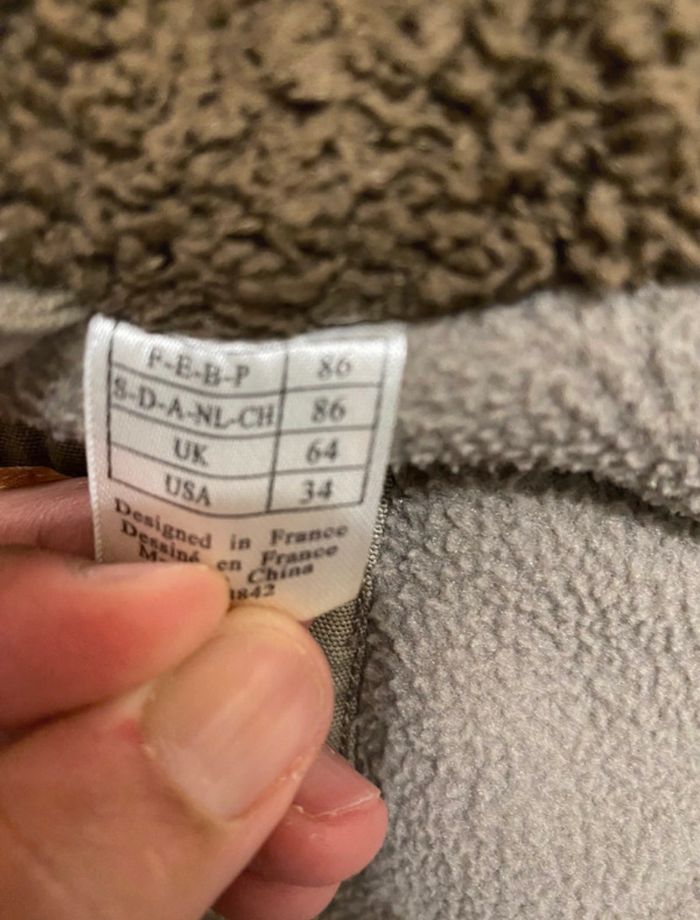 F-E-B-P 86
S-D-A-NL-CH 86
UK 64
USA 34
Designed in France
Dessiné en France
China